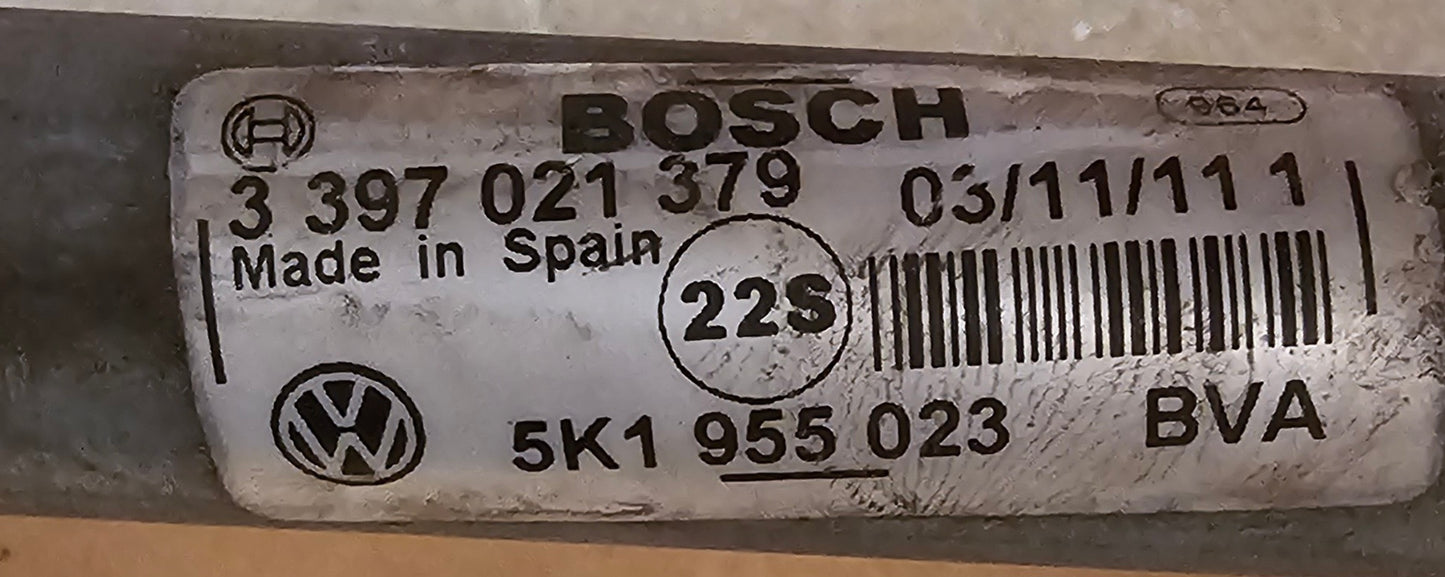 BOSCH
964
3 397 021 379
03/11/11 1
Made in Spain
22S
5K1 955 023
BVA